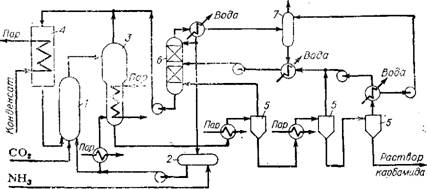 Вода
7
4
3
Пар
6
Вода
Пар
Вода
Конденсат
1
5
5
5
Пар
Пар
Пар
CO₂
2
Раствор
карбамида
NH₃